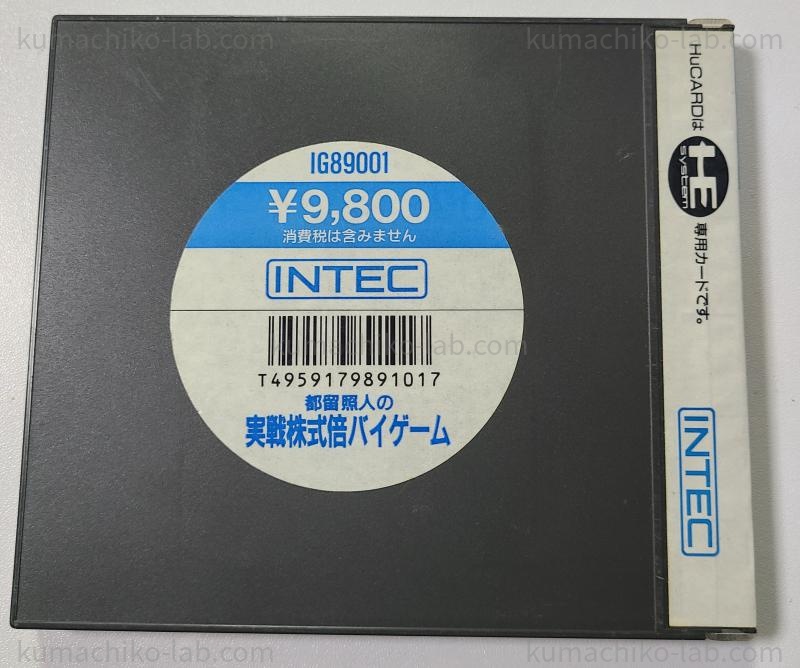 kumachiko-lab.com
kumachiko-lab.com
IG89001
¥9,800
消費税は含みません
INTEC
kumachiko-lab.com
T4959179891017
都留照人の
実戦株式倍バイゲーム
HuCARDは
HE
system
専用カードです。
INTEC
kumachiko-lab.com
kumachiko-lab.com